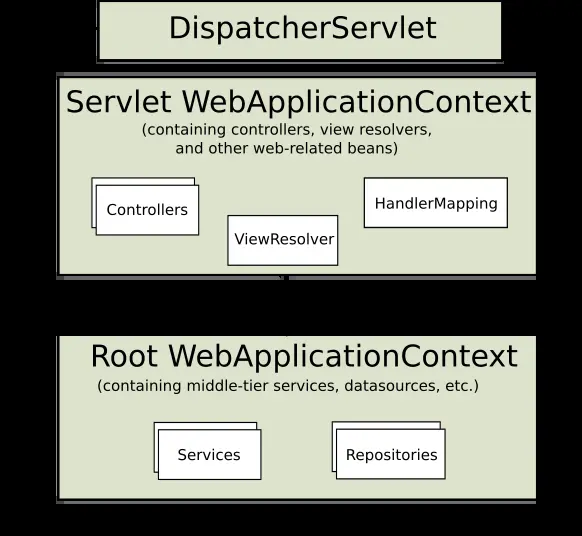 DispatcherServlet
Servlet WebApplicationContext
(containing controllers, view resolvers,
and other web-related beans)
Controllers
HandlerMapping
ViewResolver
Root WebApplicationContext
(containing middle-tier services, datasources, etc.)
Services
Repositories